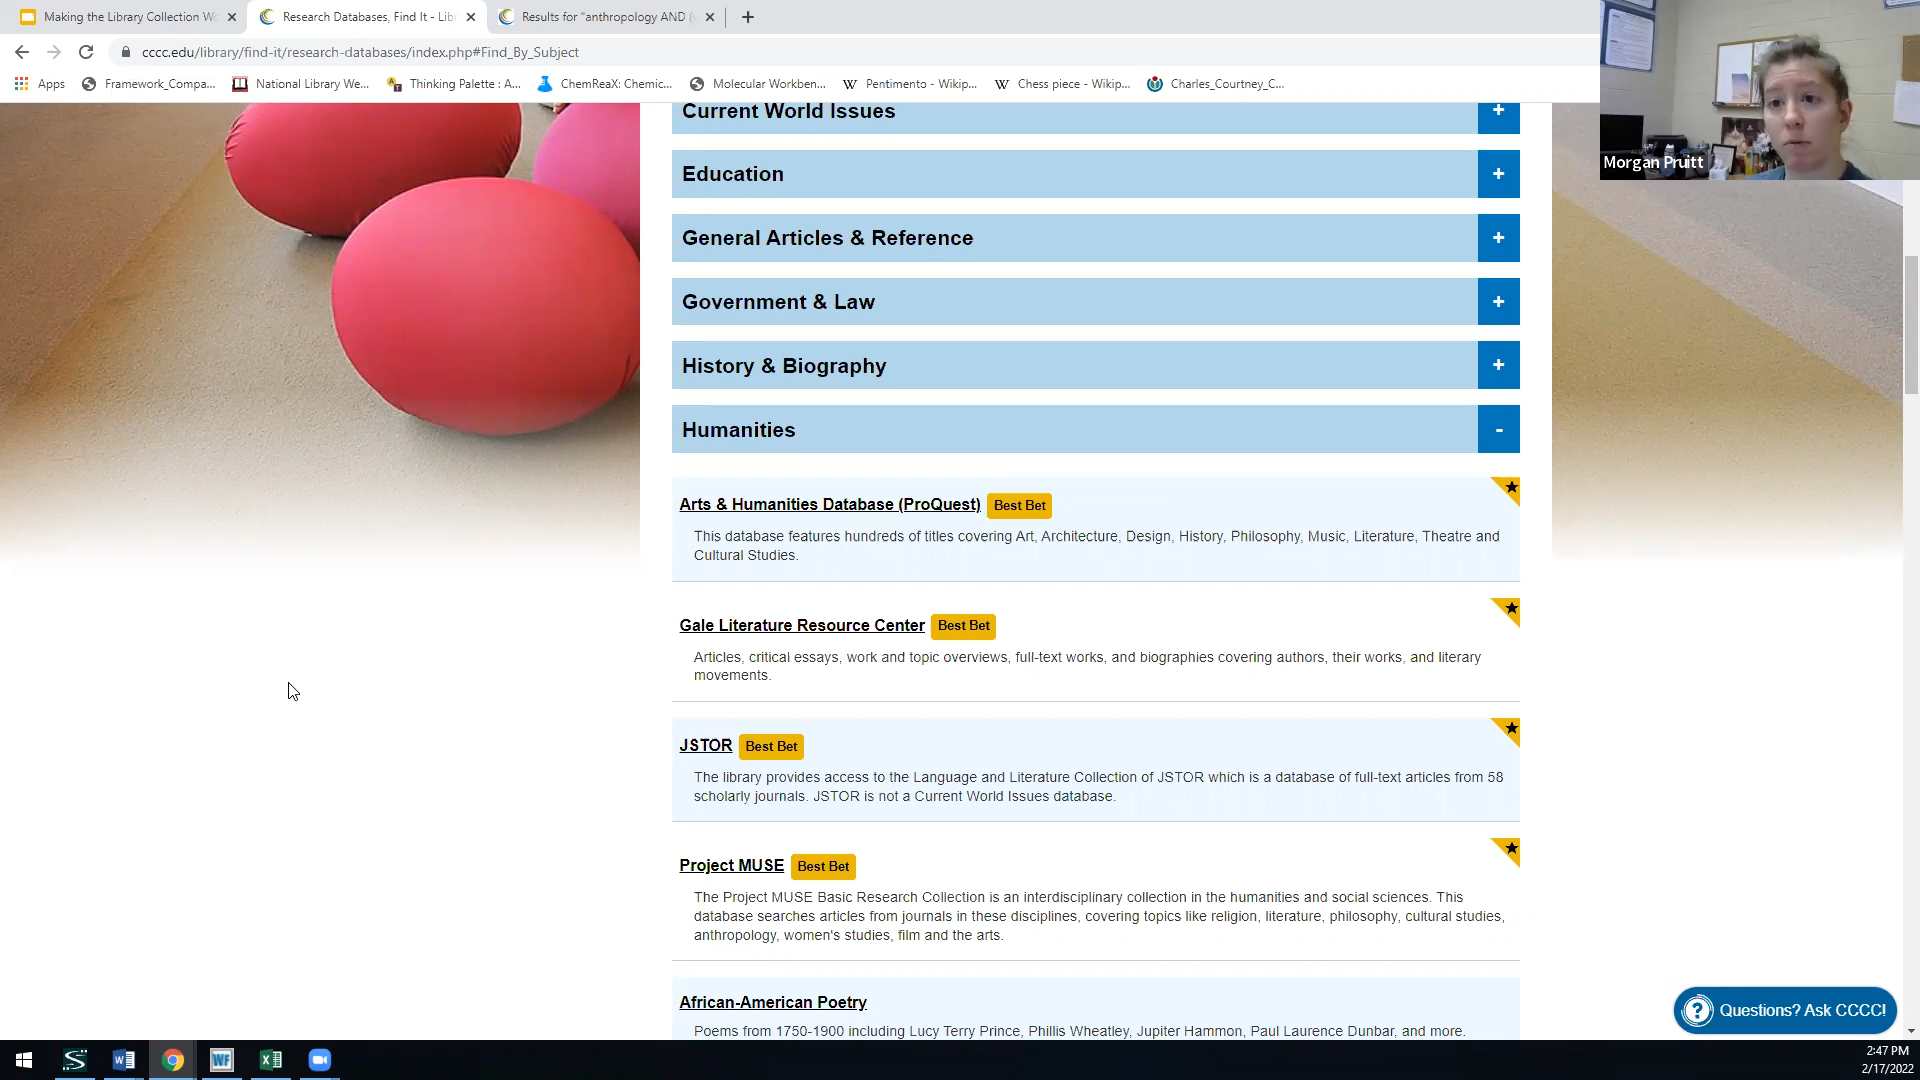 Making the Library Collection Wo
Research Databases, Find It - Lib
Results for "anthropology AND (
cccc.edu/library/find-it/research-databases/index.php#Find_By_Subject
Apps
Framework_Compa...
National Library We...
Thinking Palette : A...
ChemReaX: Chemic...
Molecular Workben...
Pentimento - Wikip...
Chess piece - Wikip...
Charles_Courtney_C...
Morgan Pruitt
Current World Issues +
Education +
General Articles & Reference +
Government & Law +
History & Biography +
Humanities -
Arts & Humanities Database (ProQuest) Best Bet
This database features hundreds of titles covering Art, Architecture, Design, History, Philosophy, Music, Literature, Theatre and
Cultural Studies.
Gale Literature Resource Center Best Bet
Articles, critical essays, work and topic overviews, full-text works, and biographies covering authors, their works, and literary
movements.
JSTOR Best Bet
The library provides access to the Language and Literature Collection of JSTOR which is a database of full-text articles from 58
scholarly journals. JSTOR is not a Current World Issues database.
Project MUSE Best Bet
The Project MUSE Basic Research Collection is an interdisciplinary collection in the humanities and social sciences. This
database searches articles from journals in these disciplines, covering topics like religion, literature, philosophy, cultural studies,
anthropology, women's studies, film and the arts.
African-American Poetry
Poems from 1750-1900 including Lucy Terry Prince, Phillis Wheatley, Jupiter Hammon, Paul Laurence Dunbar, and more.
Questions? Ask CCCC!
2:47 PM
2/17/2022